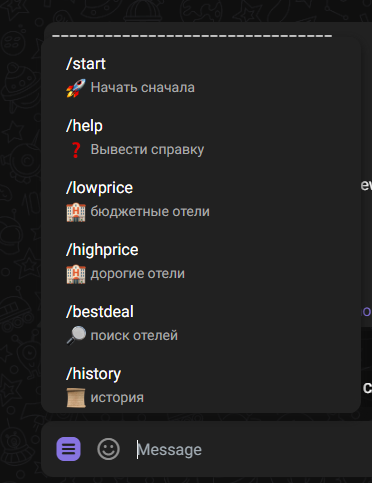 /start
🚀 Начать сначала
/help
❓ Вывести справку
/lowprice
🏨 бюджетные отели
/highprice
🏨 дорогие отели
/bestdeal
🔎 поиск отелей
/history
📜 история
Message